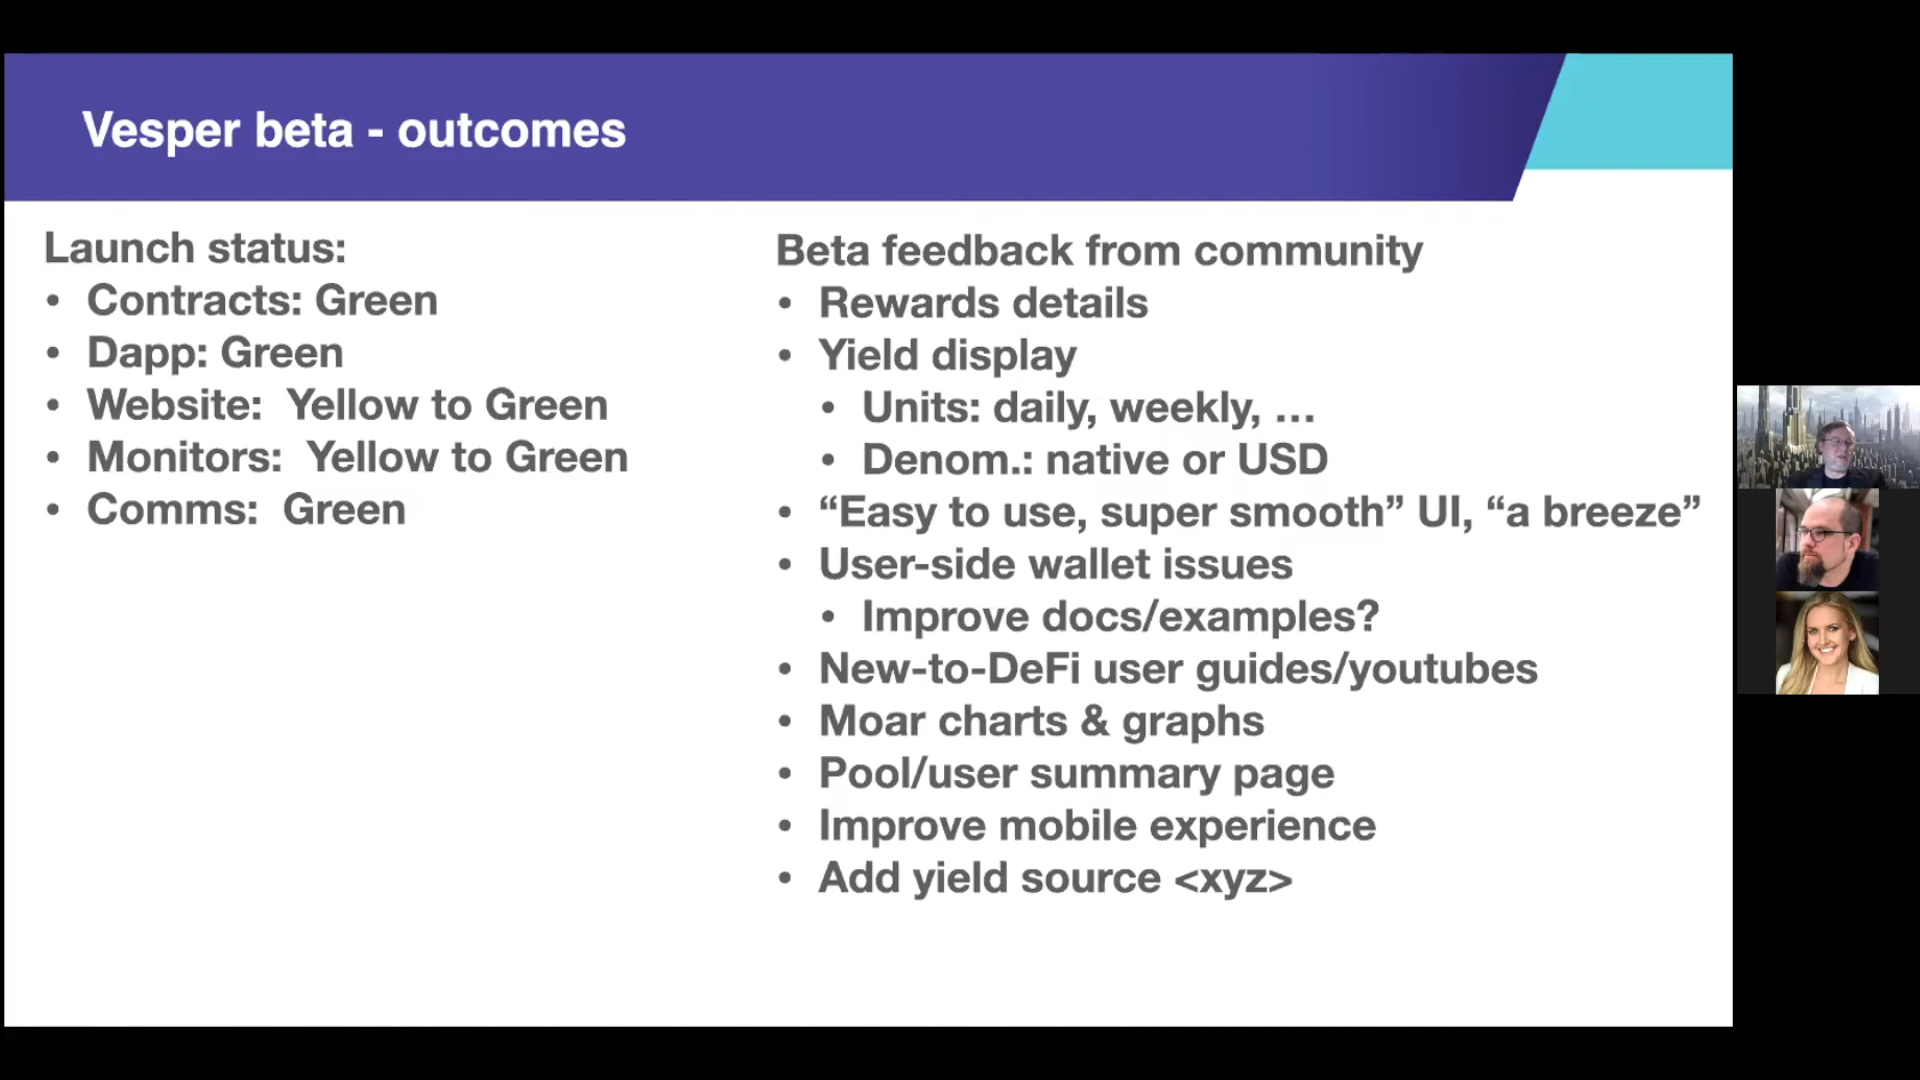 Vesper beta - outcomes
Launch status:
• Contracts: Green
• Dapp: Green
• Website:  Yellow to Green
• Monitors:  Yellow to Green
• Comms:  Green
Beta feedback from community
• Rewards details
• Yield display
• Units: daily, weekly, …
• Denom.: native or USD
• “Easy to use, super smooth” UI, “a breeze”
• User-side wallet issues
• Improve docs/examples?
• New-to-DeFi user guides/youtubes
• Moar charts & graphs
• Pool/user summary page
• Improve mobile experience
• Add yield source <xyz>